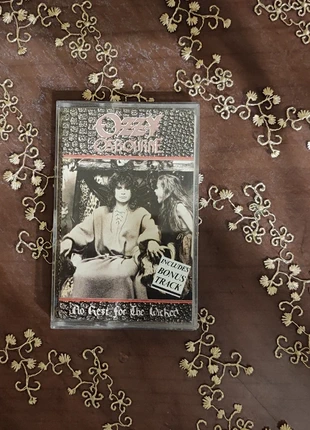 OZZY
OSBOURNE
INCLUDES
BONUS
TRACK
No Rest for The Wicked